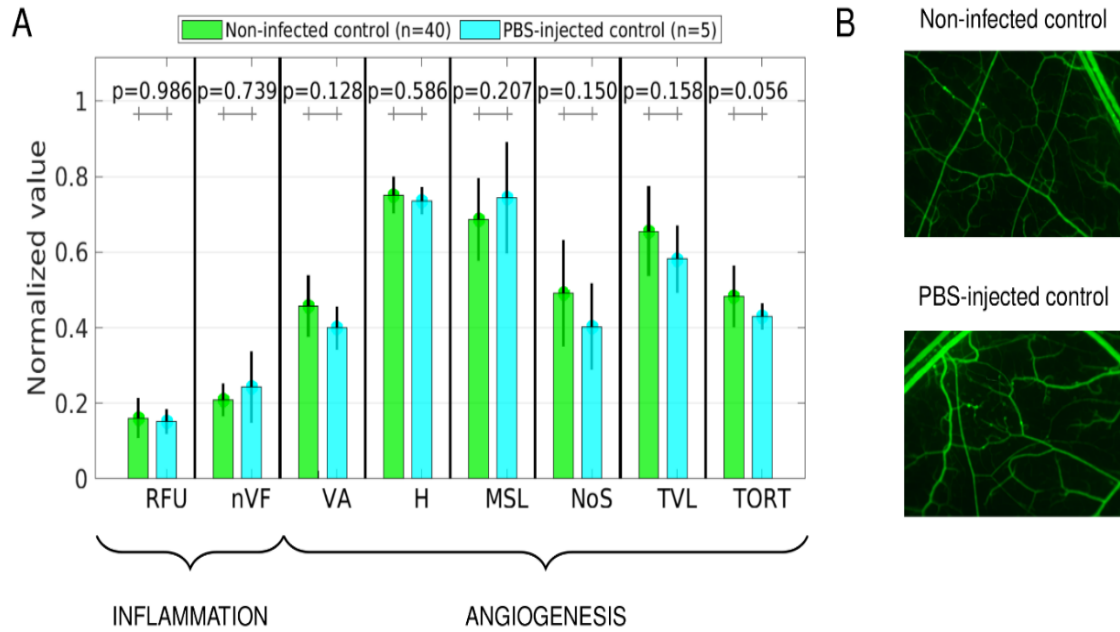 A
Non-infected control (n=40) PBS-injected control (n=5)
p=0.986 p=0.739 p=0.128 p=0.586 p=0.207 p=0.150 p=0.158 p=0.056
Normalized value
1
0.8
0.6
0.4
0.2
0
RFU nVF VA H MSL NoS TVL TORT
INFLAMMATION ANGIOGENESIS
B
Non-infected control
PBS-injected control